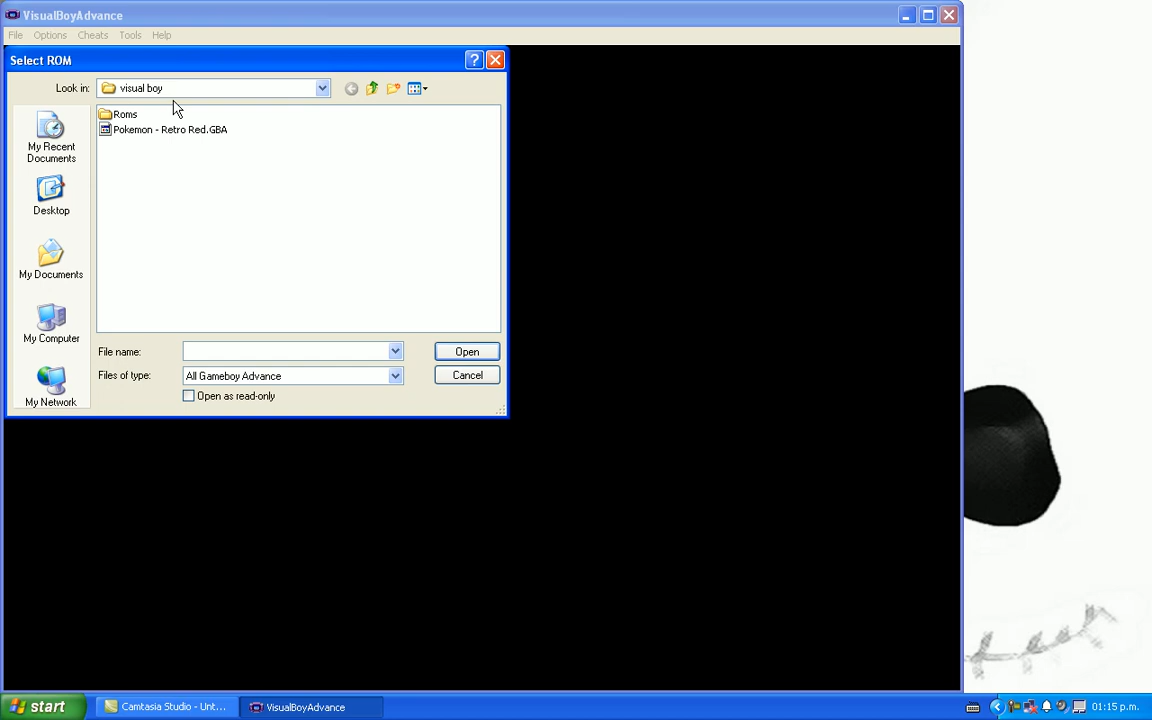 VisualBoyAdvance
File Options Cheats Tools Help
Select ROM
Look in: visual boy
Roms
Pokemon - Retro Red.GBA
My Recent
Documents
Desktop
My Documents
My Computer
My Network
File name: Open
Files of type: All Gameboy Advance Cancel
Open as read-only
start Camtasia Studio - Unt... VisualBoyAdvance 01:15 p.m.